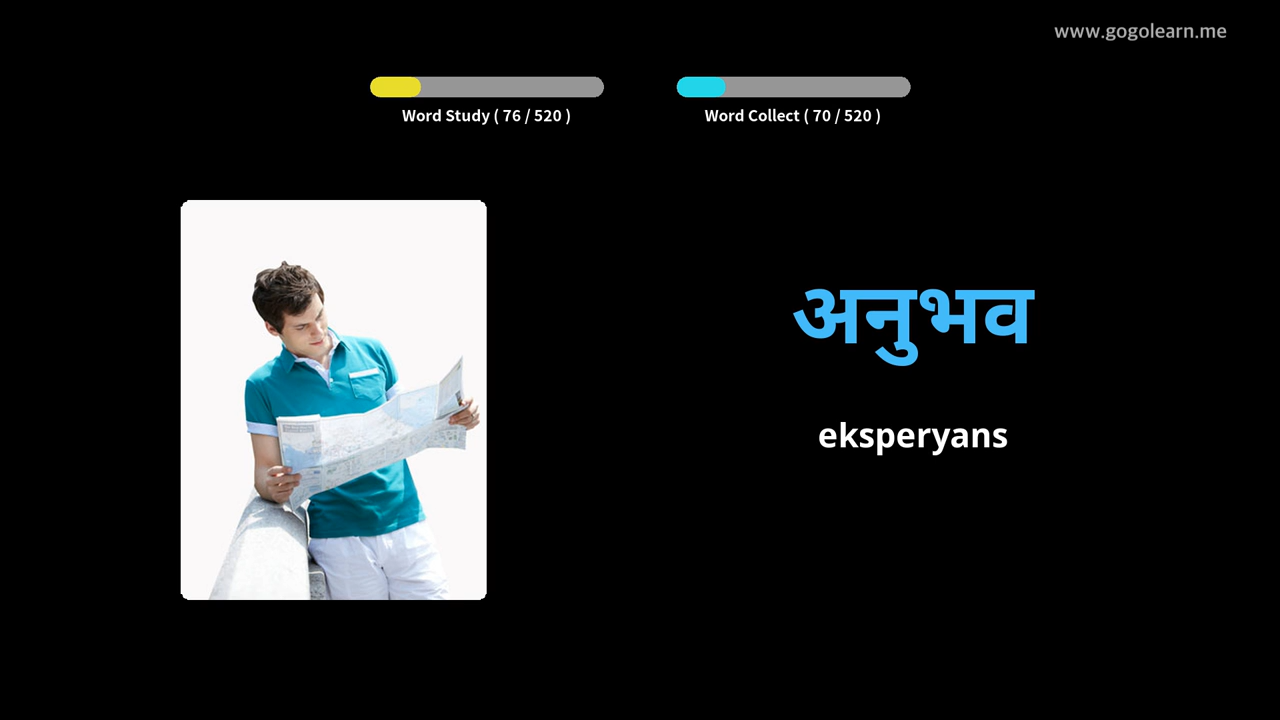 www.gogolearn.me
Word Study ( 76 / 520 )
Word Collect ( 70 / 520 )
अनुभव
eksperyans